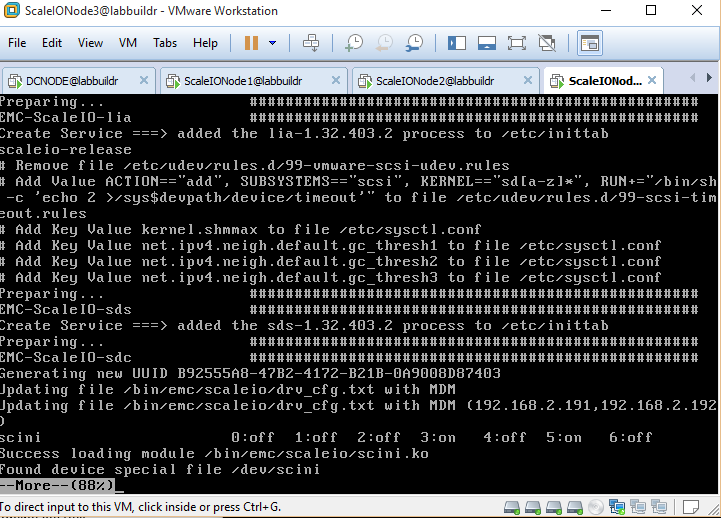 ScaleIONode3@labbuildr - VMware Workstation
File Edit View VM Tabs Help
DCNODE@labbuildr ScaleIONode1@labbuildr ScaleIONode2@labbuildr ScaleIONod...
Preparing... ##################################################
EMC-ScaleIO-lia ##################################################
Create Service ===> added the lia-1.32.403.2 process to /etc/inittab
scaleio-release
# Remove file /etc/udev/rules.d/99-vmware-scsi-udev.rules
# Add Value ACTION=="add", SUBSYSTEMS=="scsi", KERNEL=="sd[a-z]*", RUN+="/bin/sh
-c 'echo 2 >/sys$devpath/device/timeout'" to file /etc/udev/rules.d/99-scsi-tim
eout.rules
# Add Key Value kernel.shmmax to file /etc/sysctl.conf
# Add Key Value net.ipv4.neigh.default.gc_thresh1 to file /etc/sysctl.conf
# Add Key Value net.ipv4.neigh.default.gc_thresh2 to file /etc/sysctl.conf
# Add Key Value net.ipv4.neigh.default.gc_thresh3 to file /etc/sysctl.conf
Preparing... ##################################################
EMC-ScaleIO-sds ##################################################
Create Service ===> added the sds-1.32.403.2 process to /etc/inittab
Preparing... ##################################################
EMC-ScaleIO-sdc ##################################################
Generating new UUID B92555A8-47B2-4172-B21B-0A9008D87403
Updating file /bin/emc/scaleio/drv_cfg.txt with MDM
Updating file /bin/emc/scaleio/drv_cfg.txt with MDM (192.168.2.191,192.168.2.192
)
scini 0:off 1:off 2:off 3:on 4:off 5:on 6:off
Success loading module /bin/emc/scaleio/scini.ko
Found device special file /dev/scini
--More--(88%)
To direct input to this VM, click inside or press Ctrl+G.